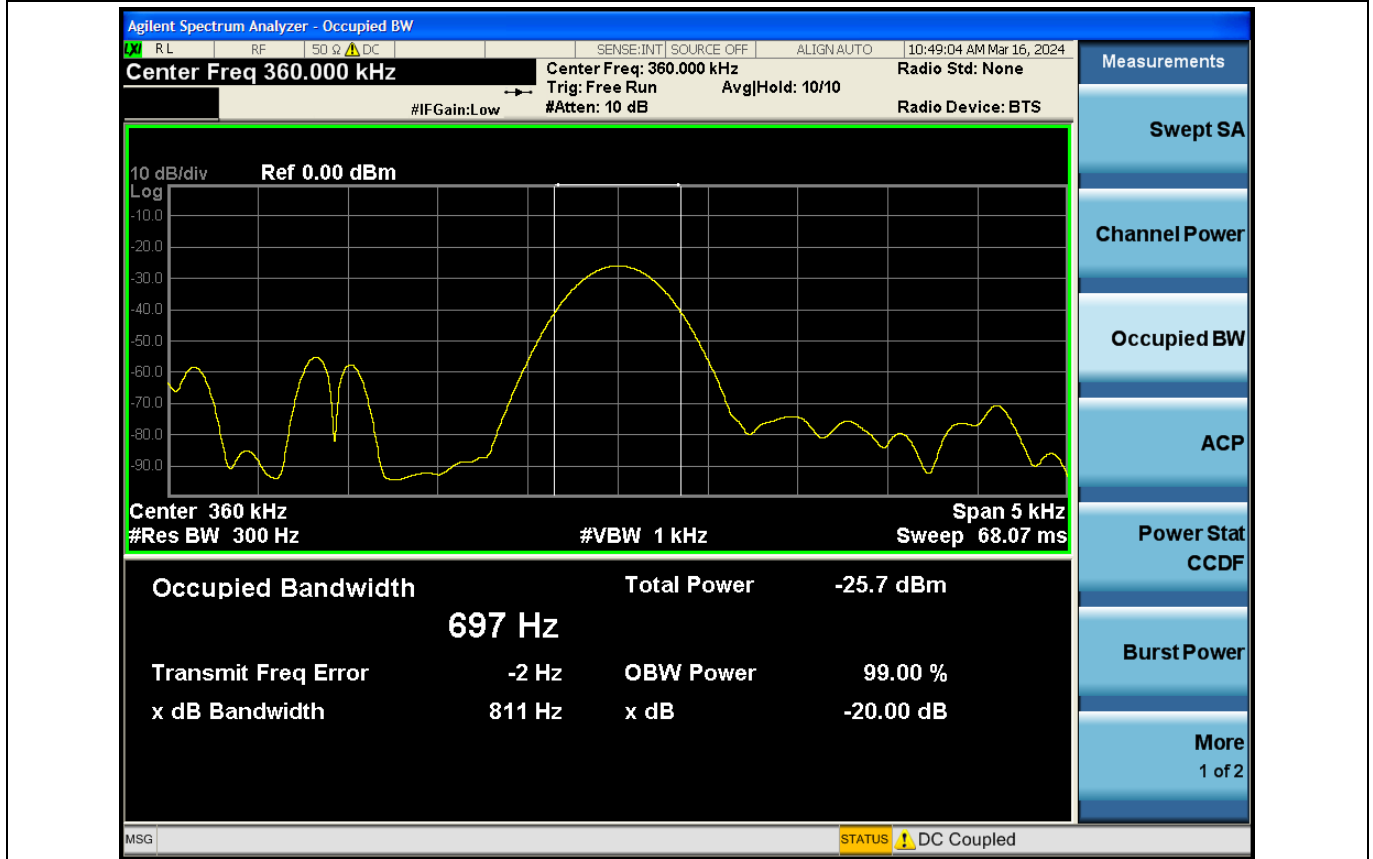 Agilent Spectrum Analyzer - Occupied BW
LXI RL RF 50 Ω DC SENSE:INT SOURCE OFF ALIGN AUTO 10:49:04 AM Mar 16, 2024
Center Freq 360.000 kHz
Center Freq: 360.000 kHz
Radio Std: None
Trig: Free Run Avg|Hold: 10/10
#IFGain:Low
#Atten: 10 dB
Radio Device: BTS
10 dB/div Ref 0.00 dBm
Log
-10.0
-20.0
-30.0
-40.0
-50.0
-60.0
-70.0
-80.0
-90.0
Center 360 kHz Span 5 kHz
#Res BW 300 Hz #VBW 1 kHz Sweep 68.07 ms
Occupied Bandwidth Total Power -25.7 dBm
697 Hz
Transmit Freq Error -2 Hz OBW Power 99.00 %
x dB Bandwidth 811 Hz x dB -20.00 dB
Measurements
Swept SA
Channel Power
Occupied BW
ACP
Power Stat
CCDF
Burst Power
More
1 of 2
MSG STATUS DC Coupled